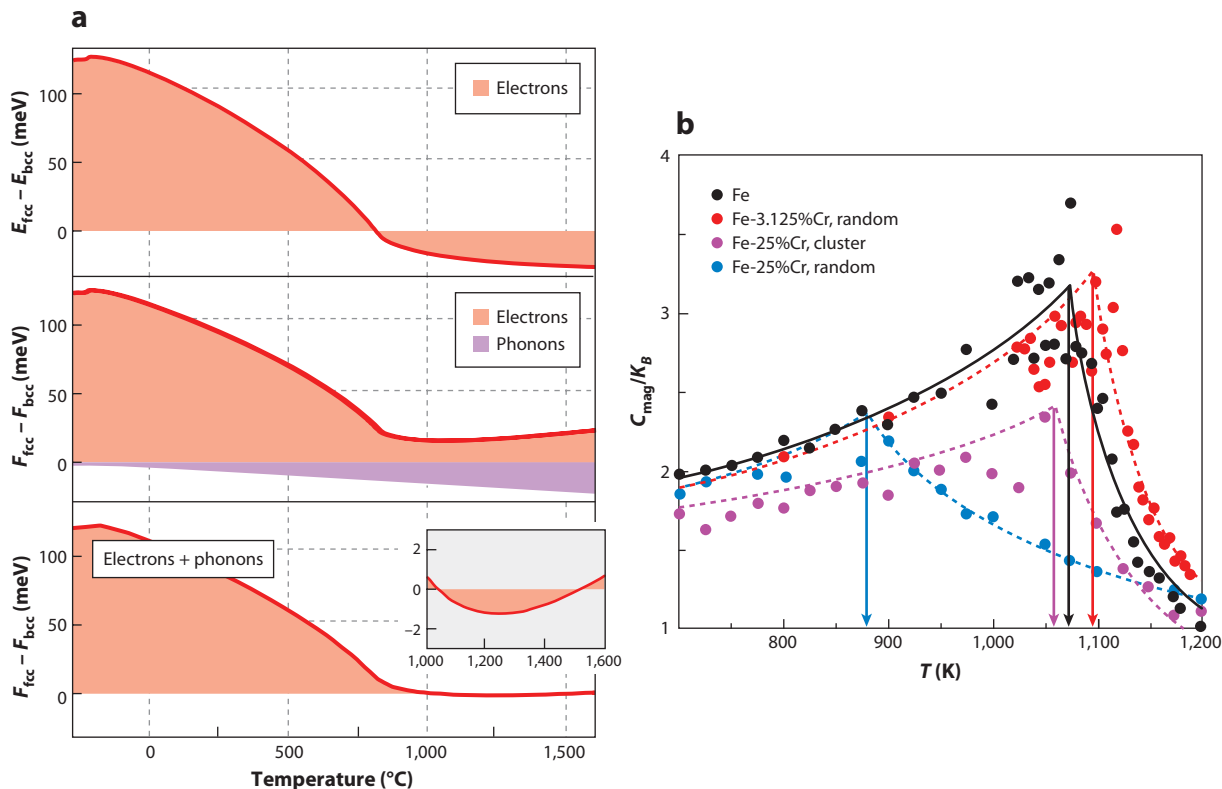 a
E_fcc – E_bcc (meV)
100
50
0
Electrons
F_fcc – F_bcc (meV)
100
50
0
Electrons
Phonons
F_fcc – F_bcc (meV)
100
50
0
Electrons + phonons
2
0
−2
1,000
1,200
1,400
1,600
0
500
1,000
1,500
Temperature (°C)
b
C_mag/K_B
4
3
2
1
Fe
Fe-3.125%Cr, random
Fe-25%Cr, cluster
Fe-25%Cr, random
800
900
1,000
1,100
1,200
T (K)